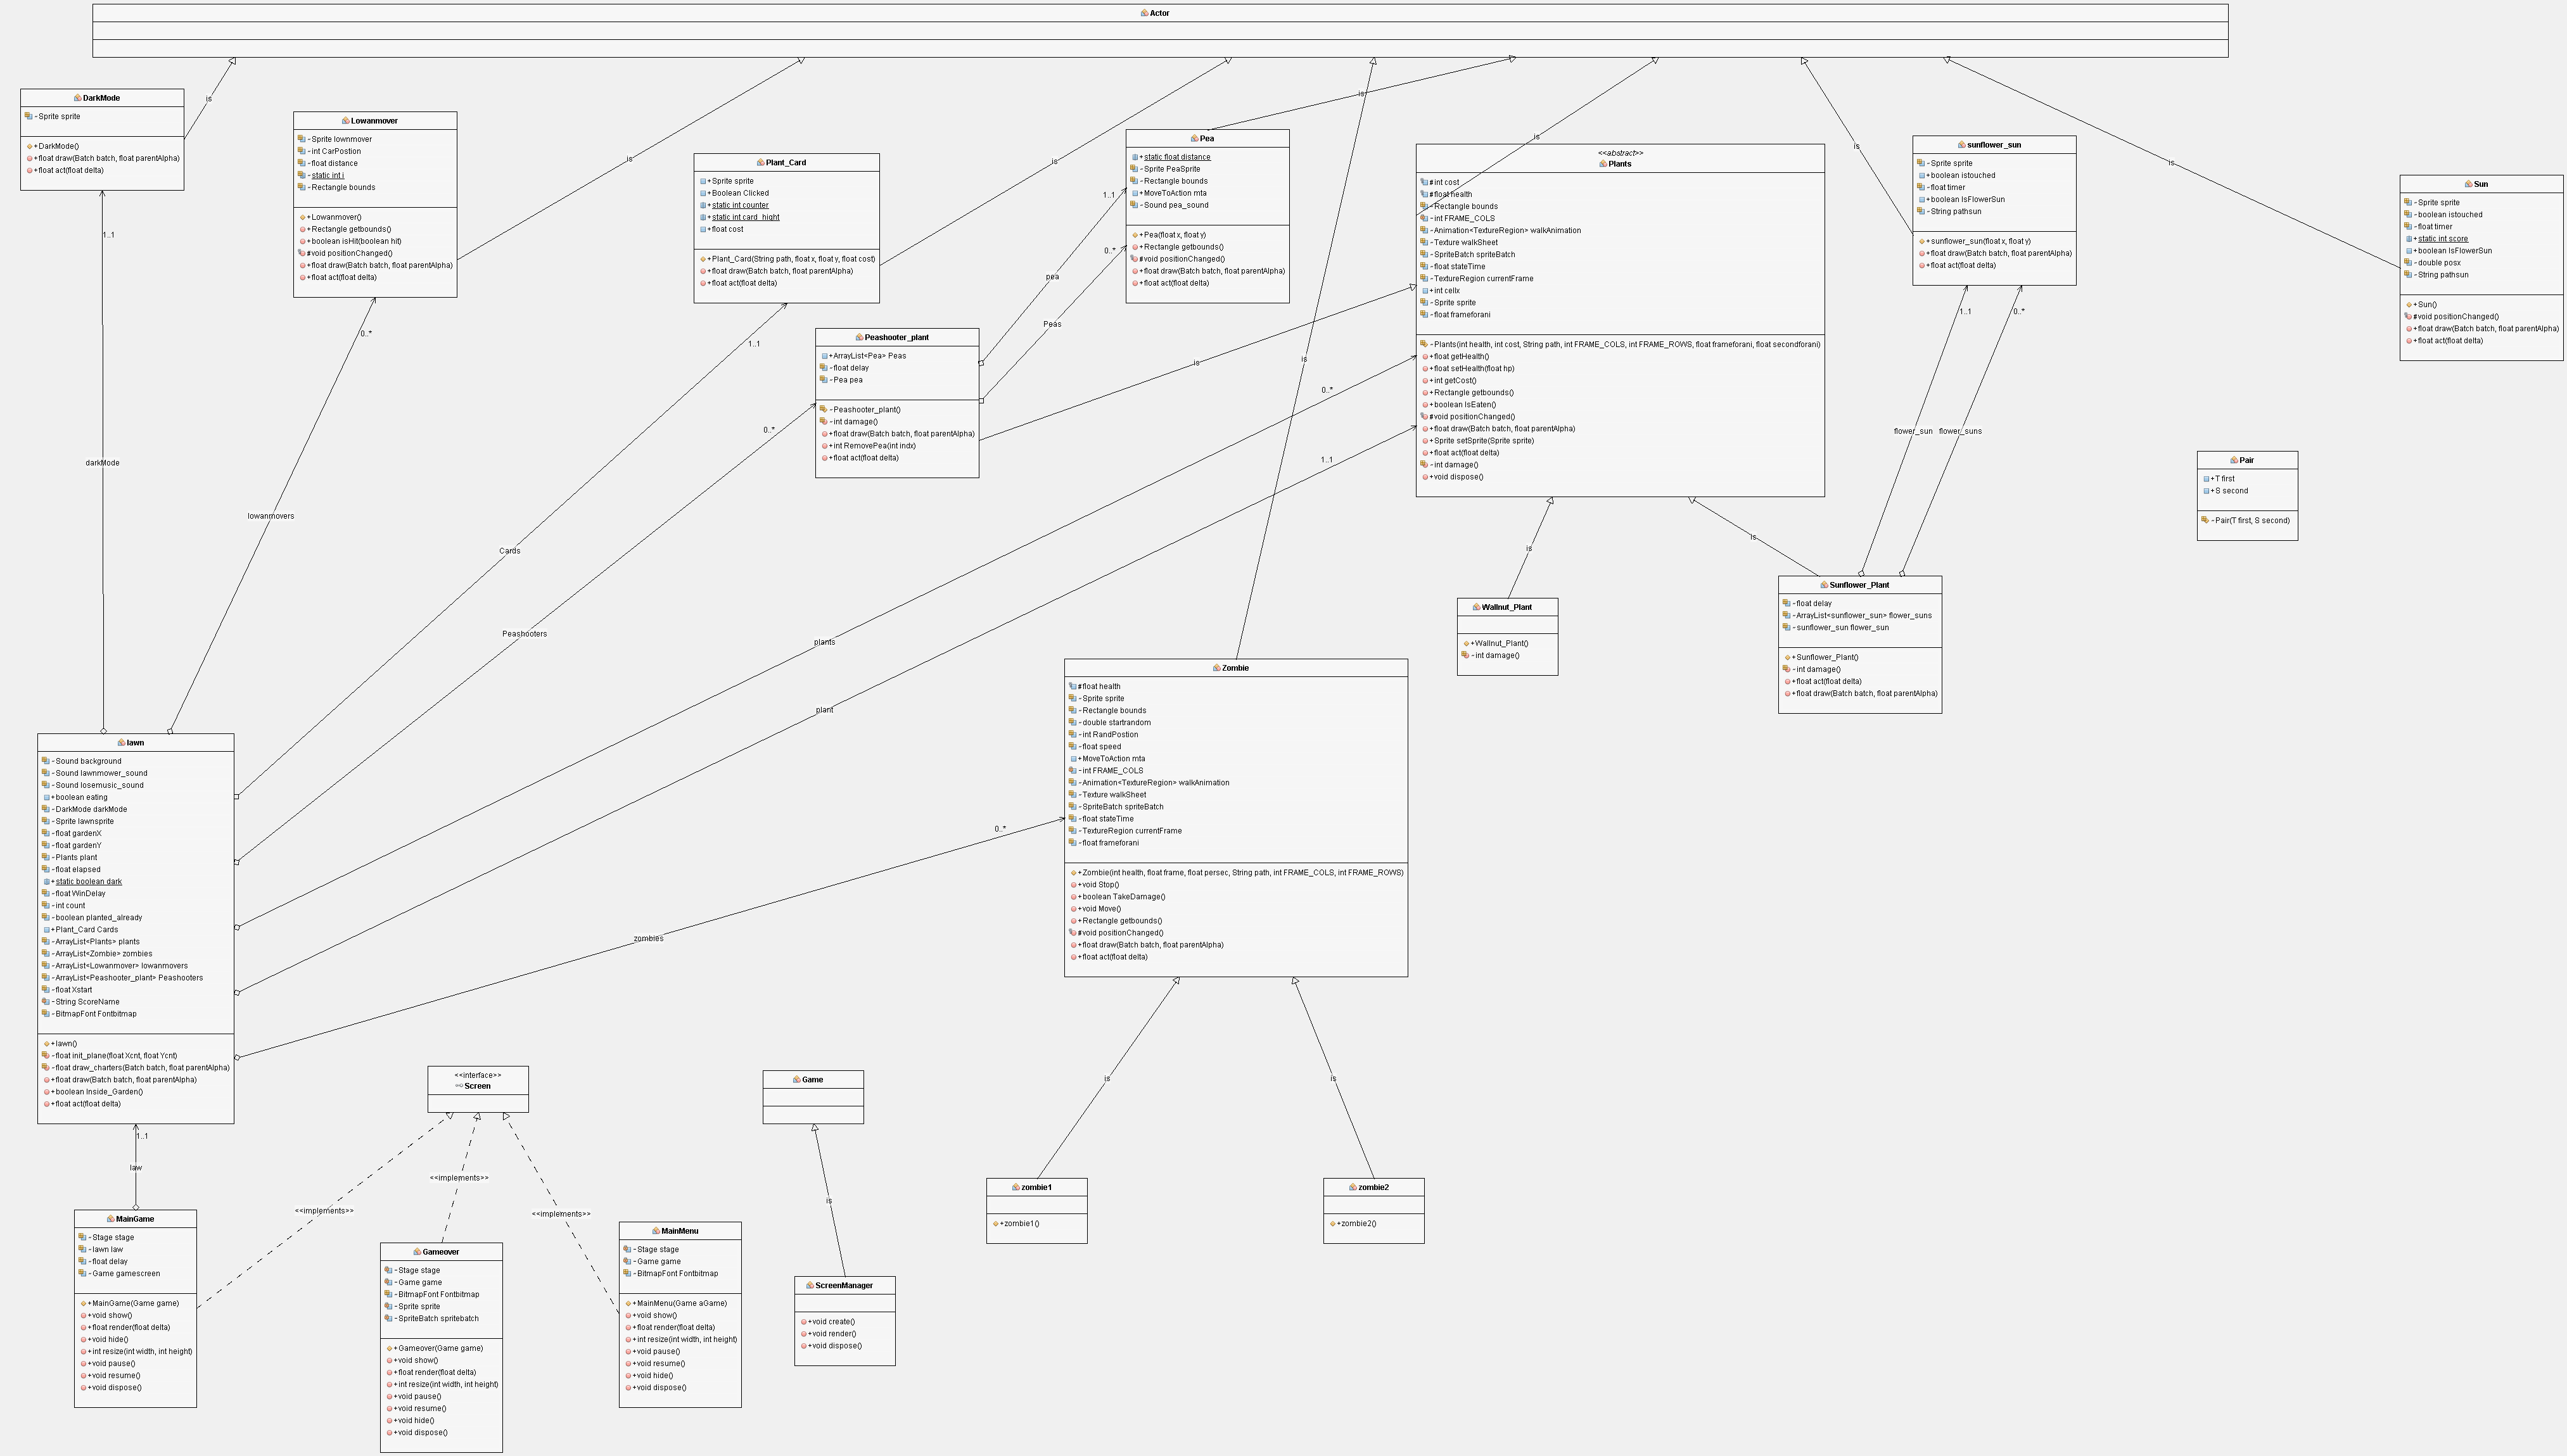 Actor
DarkMode
-Sprite sprite
+DarkMode()
+float draw(Batch batch, float parentAlpha)
+float act(float delta)
is
Lowanmover
-Sprite lownmover
-int CarPostion
-float distance
-static int i
-Rectangle bounds
+Lowanmover()
+Rectangle getbounds()
+boolean isHit(boolean hit)
#void positionChanged()
+float draw(Batch batch, float parentAlpha)
+float act(float delta)
is
Plant_Card
+Sprite sprite
+Boolean Clicked
+static int counter
+static int card_hight
+float cost
+Plant_Card(String path, float x, float y, float cost)
+float draw(Batch batch, float parentAlpha)
+float act(float delta)
is
Pea
+static float distance
-Sprite PeaSprite
-Rectangle bounds
+MoveToAction mta
-Sound pea_sound
+Pea(float x, float y)
+Rectangle getbounds()
#void positionChanged()
+float draw(Batch batch, float parentAlpha)
+float act(float delta)
is
<<abstract>>
Plants
#int cost
#float health
-Rectangle bounds
-int FRAME_COLS
-Animation<TextureRegion> walkAnimation
-Texture walkSheet
-SpriteBatch spriteBatch
-float stateTime
-TextureRegion currentFrame
+int cellx
-Sprite sprite
-float frameforani
-Plants(int health, int cost, String path, int FRAME_COLS, int FRAME_ROWS, float frameforani, float secondforani)
+float getHealth()
+float setHealth(float hp)
+int getCost()
+Rectangle getbounds()
+boolean IsEaten()
#void positionChanged()
+float draw(Batch batch, float parentAlpha)
+Sprite setSprite(Sprite sprite)
+float act(float delta)
-int damage()
+void dispose()
is
sunflower_sun
-Sprite sprite
+boolean istouched
-float timer
+boolean IsFlowerSun
-String pathsun
+sunflower_sun(float x, float y)
+float draw(Batch batch, float parentAlpha)
+float act(float delta)
is
Sun
-Sprite sprite
-boolean istouched
-float timer
+static int score
+boolean IsFlowerSun
-double posx
-String pathsun
+Sun()
#void positionChanged()
+float draw(Batch batch, float parentAlpha)
+float act(float delta)
is
Peashooter_plant
+ArrayList<Pea> Peas
-float delay
-Pea pea
-Peashooter_plant()
-int damage()
+float draw(Batch batch, float parentAlpha)
+int RemovePea(int indx)
+float act(float delta)
1..1
pea
0..*
Peas
is
is
Pair
+T first
+S second
-Pair(T first, S second)
1..1
flower_sun
0..*
flower_suns
Wallnut_Plant
+Wallnut_Plant()
-int damage()
is
Sunflower_Plant
-float delay
-ArrayList<sunflower_sun> flower_suns
-sunflower_sun flower_sun
+Sunflower_Plant()
-int damage()
+float act(float delta)
+float draw(Batch batch, float parentAlpha)
is
1..1
darkMode
0..*
lowanmovers
1..1
Cards
0..*
Peashooters
0..*
plants
1..1
plant
0..*
zombies
Zombie
#float health
-Sprite sprite
-Rectangle bounds
-double startrandom
-int RandPostion
-float speed
+MoveToAction mta
-int FRAME_COLS
-Animation<TextureRegion> walkAnimation
-Texture walkSheet
-SpriteBatch spriteBatch
-float stateTime
-TextureRegion currentFrame
-float frameforani
+Zombie(int health, float frame, float persec, String path, int FRAME_COLS, int FRAME_ROWS)
+void Stop()
+boolean TakeDamage()
+void Move()
+Rectangle getbounds()
#void positionChanged()
+float draw(Batch batch, float parentAlpha)
+float act(float delta)
lawn
-Sound background
-Sound lawnmower_sound
-Sound losemusic_sound
+boolean eating
-DarkMode darkMode
-Sprite lawnsprite
-float gardenX
-float gardenY
-Plants plant
-float elapsed
+static boolean dark
-float WinDelay
-int count
-boolean planted_already
+Plant_Card Cards
-ArrayList<Plants> plants
-ArrayList<Zombie> zombies
-ArrayList<Lowanmover> lowanmovers
-ArrayList<Peashooter_plant> Peashooters
-float Xstart
-String ScoreName
-BitmapFont Fontbitmap
+lawn()
-float init_plane(float Xcnt, float Ycnt)
-float draw_charters(Batch batch, float parentAlpha)
+float draw(Batch batch, float parentAlpha)
+boolean Inside_Garden()
+float act(float delta)
1..1
law
<<interface>>
Screen
Game
is
is
is
<<implements>>
<<implements>>
<<implements>>
MainGame
-Stage stage
-lawn law
-float delay
-Game gamescreen
+MainGame(Game game)
+void show()
+float render(float delta)
+void hide()
+int resize(int width, int height)
+void pause()
+void resume()
+void dispose()
Gameover
-Stage stage
-Game game
-BitmapFont Fontbitmap
-Sprite sprite
-SpriteBatch spritebatch
+Gameover(Game game)
+void show()
+float render(float delta)
+int resize(int width, int height)
+void pause()
+void resume()
+void hide()
+void dispose()
MainMenu
-Stage stage
-Game game
-BitmapFont Fontbitmap
+MainMenu(Game aGame)
+void show()
+float render(float delta)
+int resize(int width, int height)
+void pause()
+void resume()
+void hide()
+void dispose()
ScreenManager
+void create()
+void render()
+void dispose()
zombie1
+zombie1()
zombie2
+zombie2()